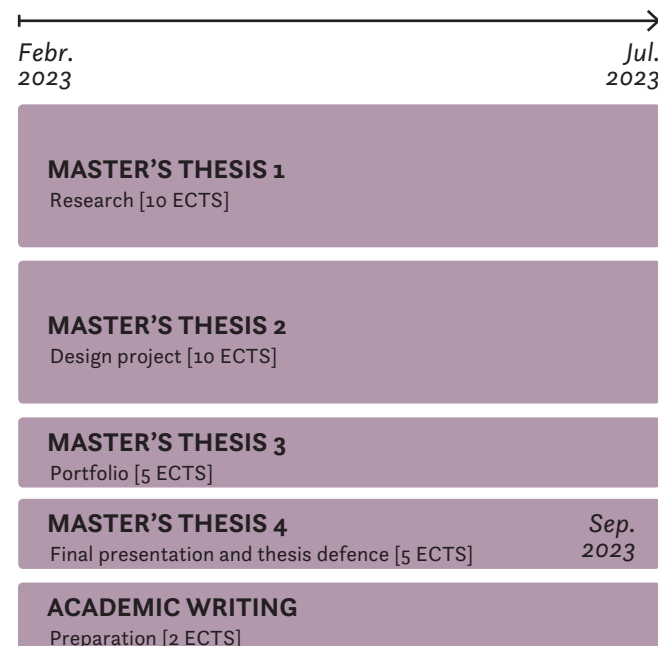 Febr.
2023
Jul.
2023
MASTER’S THESIS 1
Research [10 ECTS]
MASTER’S THESIS 2
Design project [10 ECTS]
MASTER’S THESIS 3
Portfolio [5 ECTS]
MASTER’S THESIS 4
Final presentation and thesis defence [5 ECTS]
Sep.
2023
ACADEMIC WRITING
Preparation [2 ECTS]